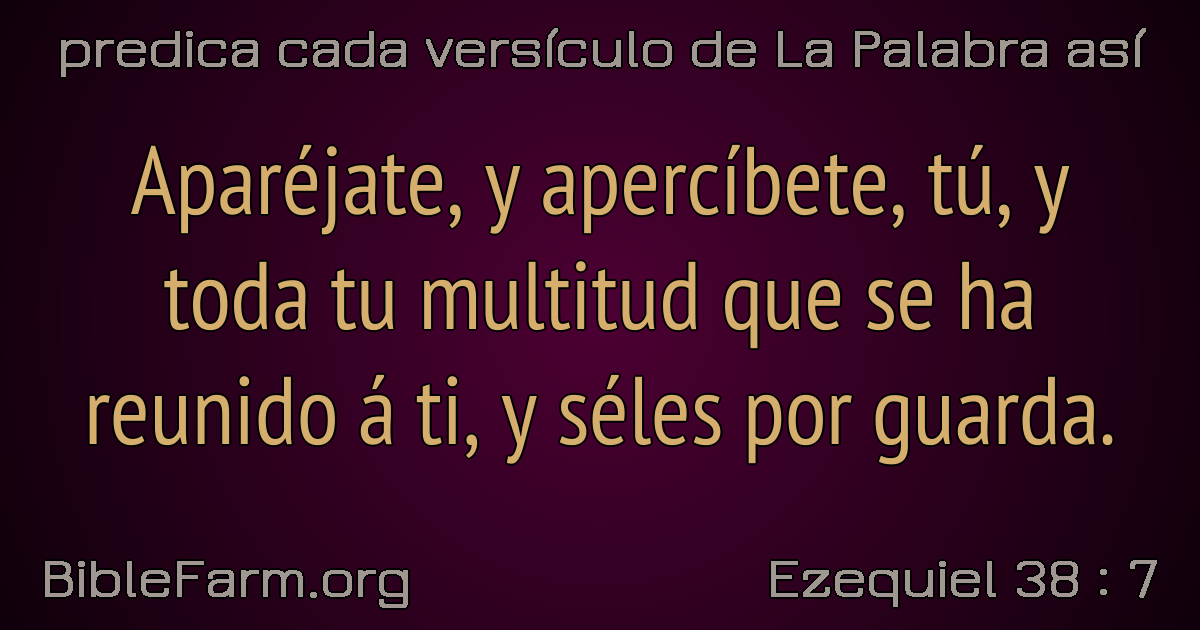 predica cada versículo de La Palabra así
Aparéjate, y apercíbete, tú, y
toda tu multitud que se ha
reunido á ti, y séles por guarda.
BibleFarm.org
Ezequiel 38 : 7